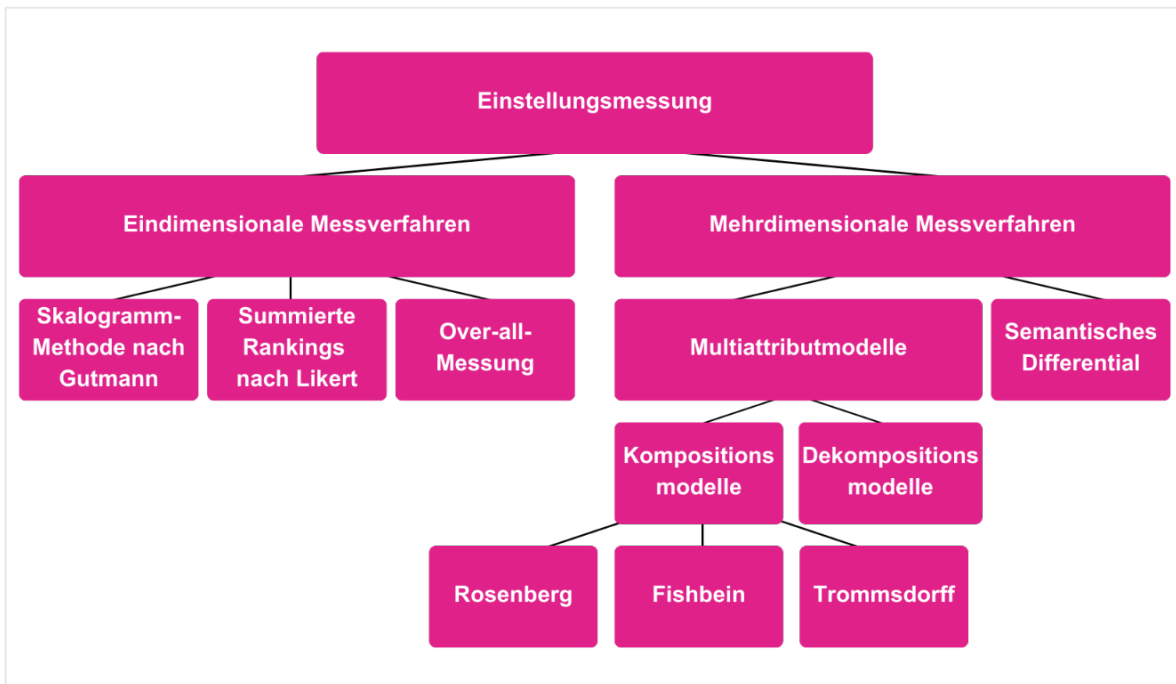 Einstellungsmessung
Eindimensionale Messverfahren
Mehrdimensionale Messverfahren
Skalogramm-
Methode nach
Gutmann
Summierte
Rankings
nach Likert
Over-all-
Messung
Multiattributmodelle
Semantisches
Differential
Kompositions
modelle
Dekompositions
modelle
Rosenberg
Fishbein
Trommsdorff